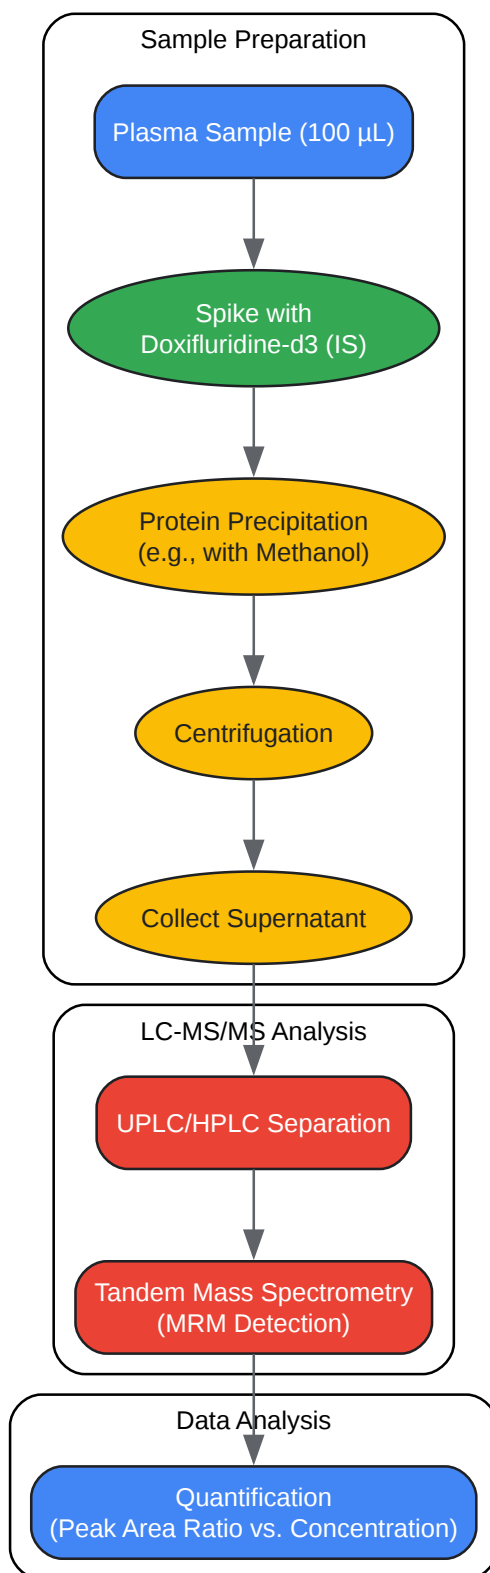 Sample Preparation
Plasma Sample (100 µL)
Spike with
Doxifluridine-d3 (IS)
Protein Precipitation
(e.g., with Methanol)
Centrifugation
Collect Supernatant
LC-MS/MS Analysis
UPLC/HPLC Separation
Tandem Mass Spectrometry
(MRM Detection)
Data Analysis
Quantification
(Peak Area Ratio vs. Concentration)